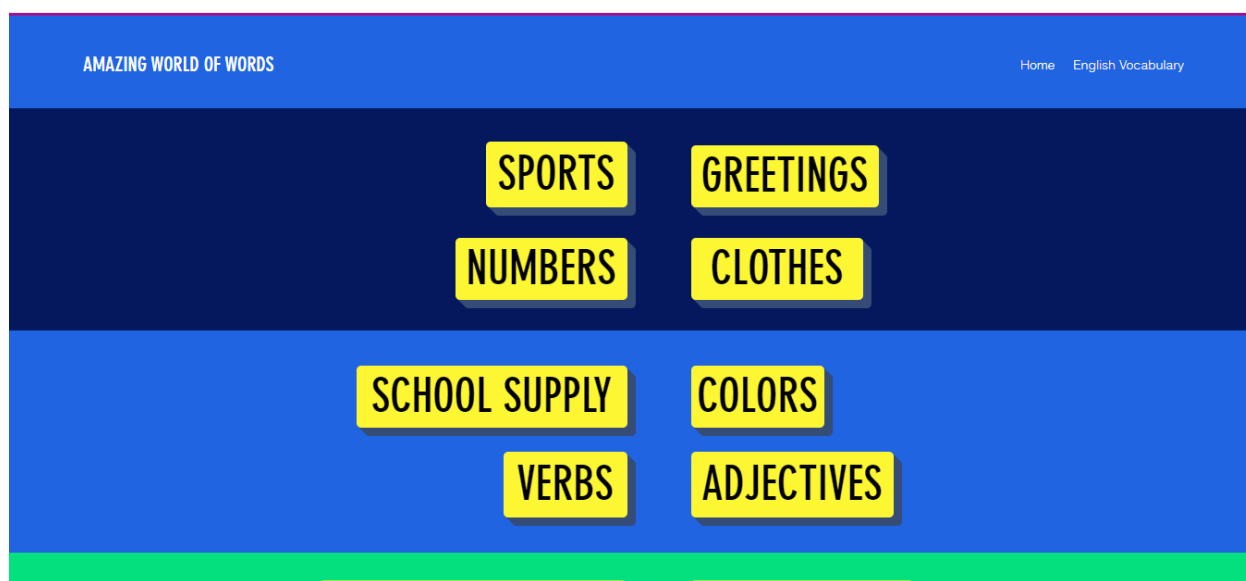 AMAZING WORLD OF WORDS
Home English Vocabulary
SPORTS GREETINGS
NUMBERS CLOTHES
SCHOOL SUPPLY COLORS
VERBS ADJECTIVES